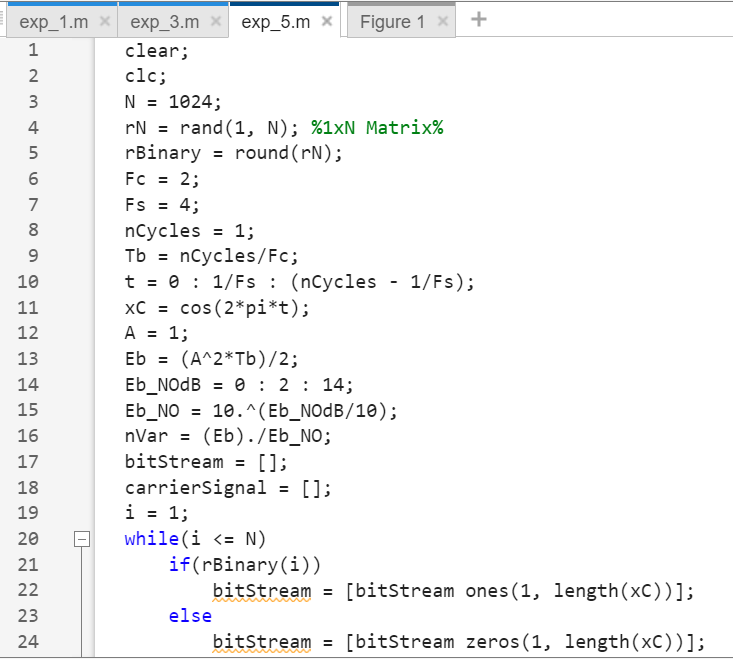 exp_1.m × exp_3.m × exp_5.m × Figure 1 × +
1 clear;
2 clc;
3 N = 1024;
4 rN = rand(1, N); %1xN Matrix%
5 rBinary = round(rN);
6 Fc = 2;
7 Fs = 4;
8 nCycles = 1;
9 Tb = nCycles/Fc;
10 t = 0 : 1/Fs : (nCycles - 1/Fs);
11 xC = cos(2*pi*t);
12 A = 1;
13 Eb = (A^2*Tb)/2;
14 Eb_NOdB = 0 : 2 : 14;
15 Eb_NO = 10.^(Eb_NOdB/10);
16 nVar = (Eb)./Eb_NO;
17 bitStream = [];
18 carrierSignal = [];
19 i = 1;
20 while(i <= N)
21 if(rBinary(i))
22 bitStream = [bitStream ones(1, length(xC))];
23 else
24 bitStream = [bitStream zeros(1, length(xC))];